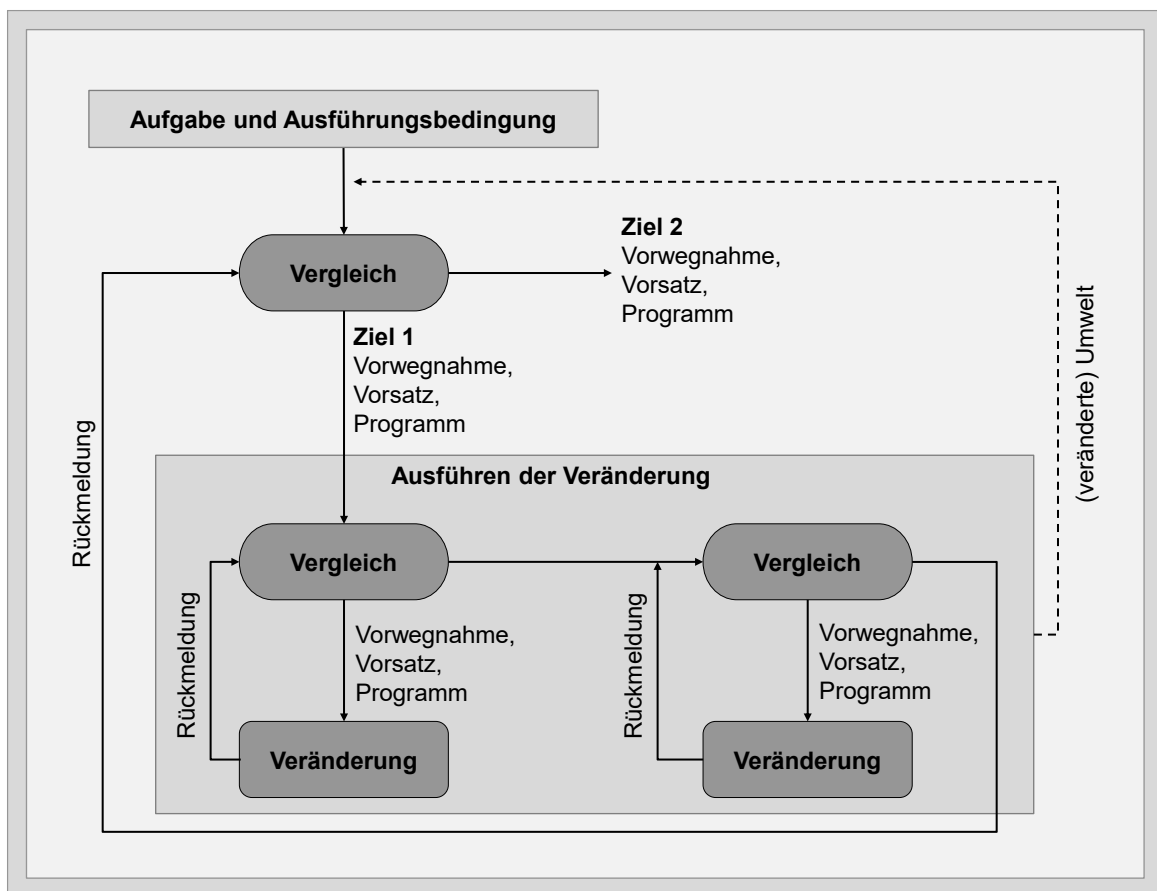 Aufgabe und Ausführungsbedingung
Vergleich
Ziel 2
Vorwegnahme,
Vorsatz,
Programm
Ziel 1
Vorwegnahme,
Vorsatz,
Programm
Rückmeldung
(veränderte) Umwelt
Ausführen der Veränderung
Vergleich
Vergleich
Rückmeldung
Vorwegnahme,
Vorsatz,
Programm
Rückmeldung
Vorwegnahme,
Vorsatz,
Programm
Veränderung
Veränderung